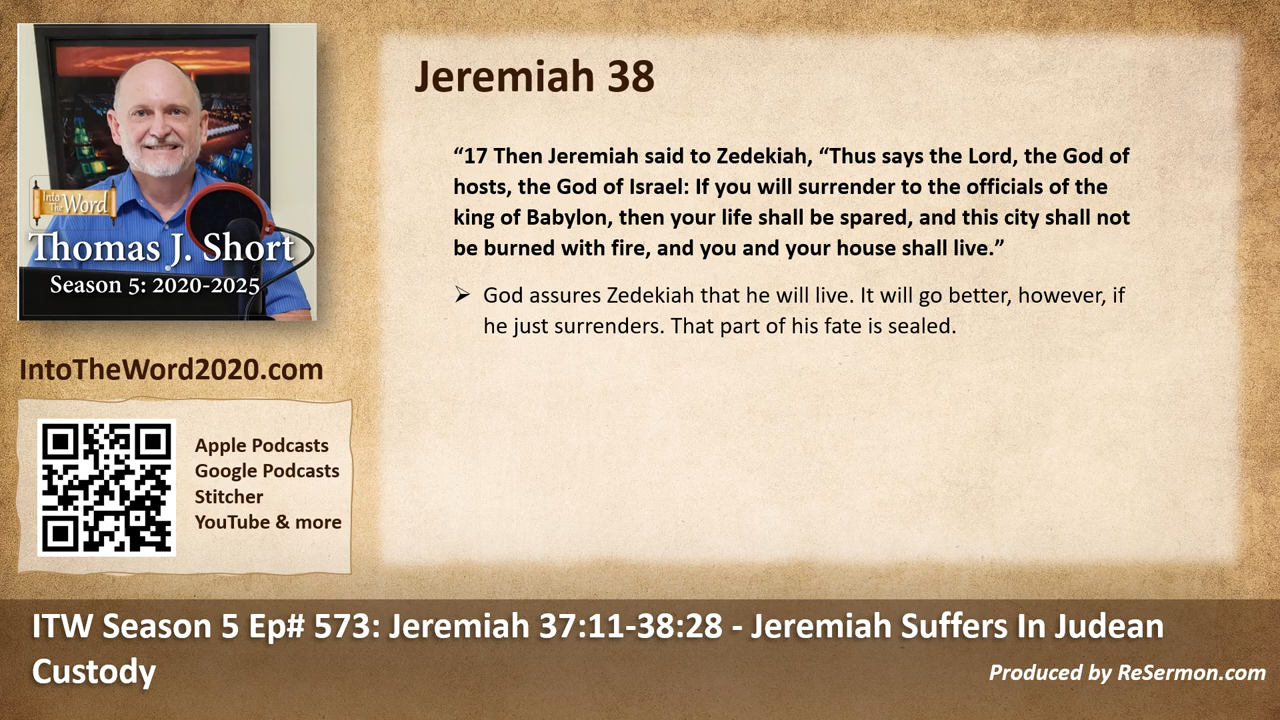 Into
The Word
Thomas J. Short
Season 5: 2020-2025
IntoTheWord2020.com
Apple Podcasts
Google Podcasts
Stitcher
YouTube & more
Jeremiah 38
“17 Then Jeremiah said to Zedekiah, “Thus says the Lord, the God of
hosts, the God of Israel: If you will surrender to the officials of the
king of Babylon, then your life shall be spared, and this city shall not
be burned with fire, and you and your house shall live.”
➢ God assures Zedekiah that he will live. It will go better, however, if
he just surrenders. That part of his fate is sealed.
ITW Season 5 Ep# 573: Jeremiah 37:11-38:28 - Jeremiah Suffers In Judean
Custody
Produced by ReSermon.com